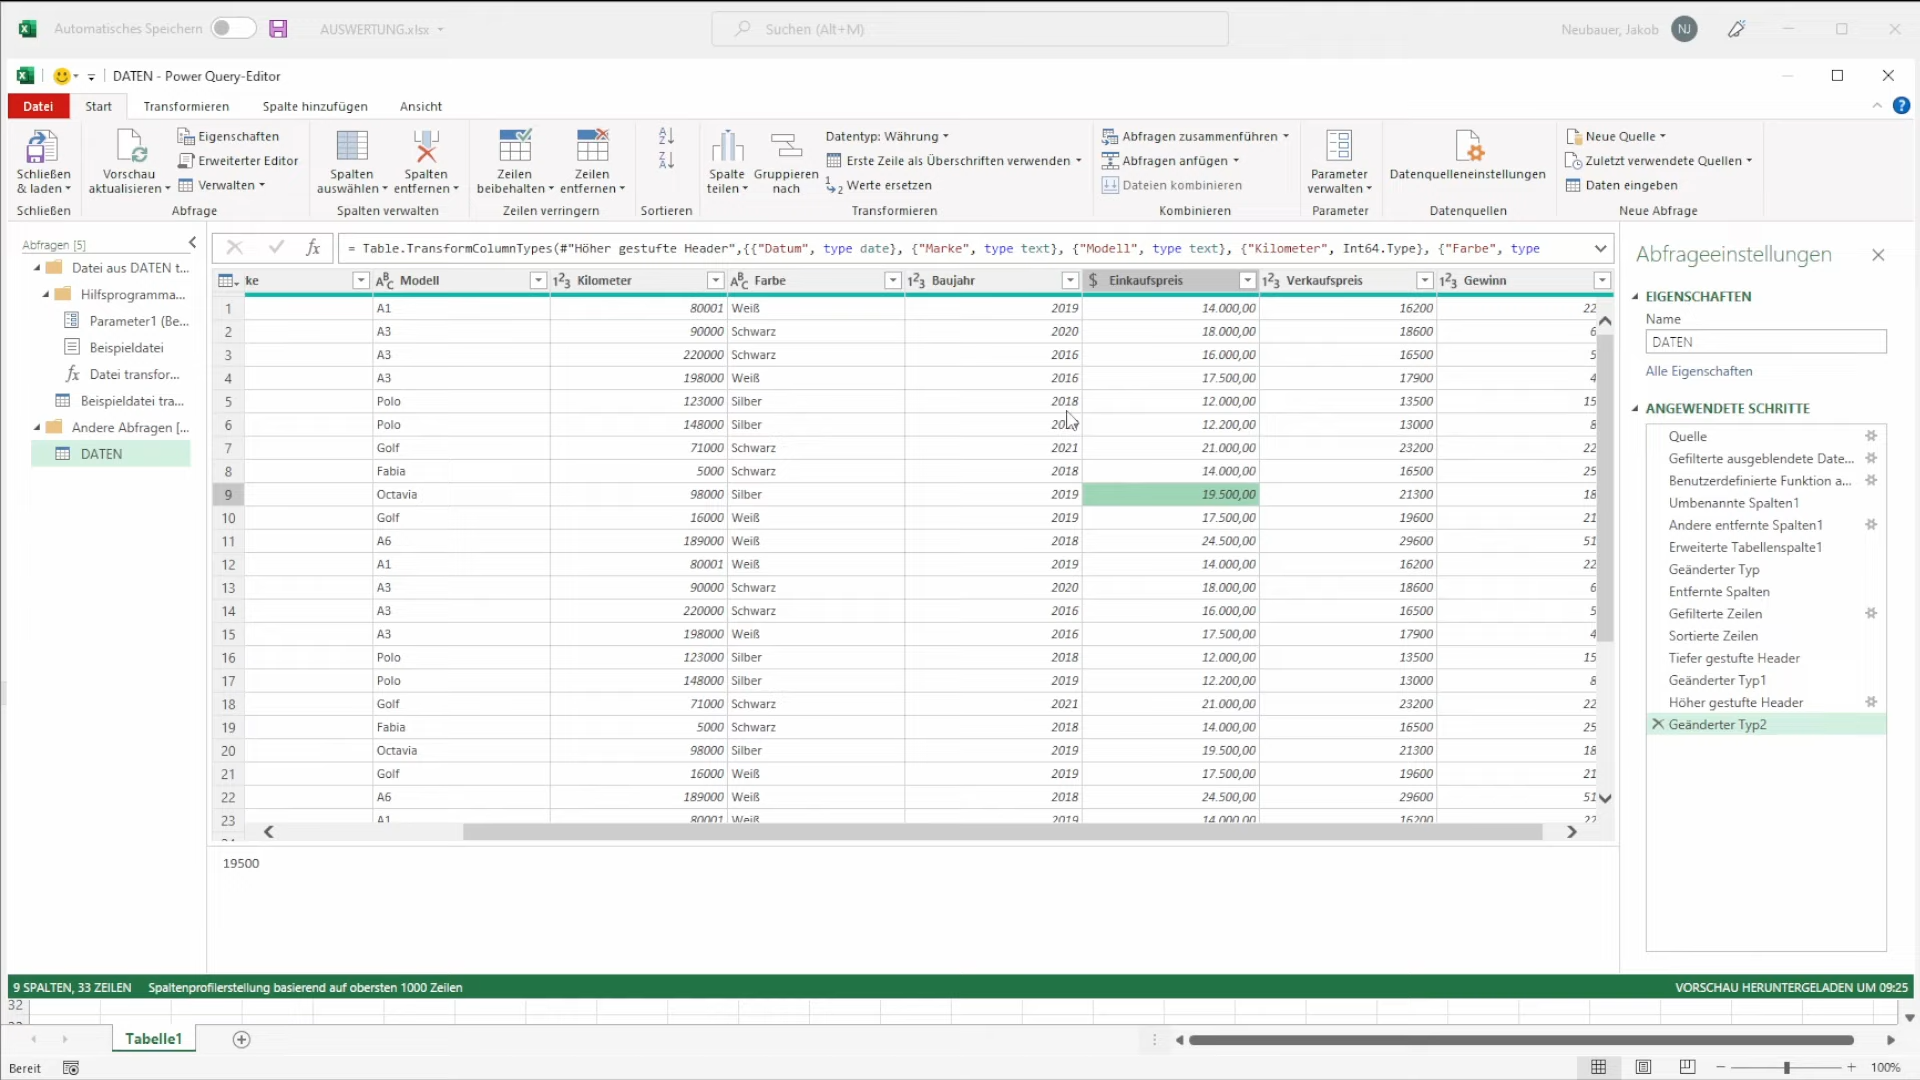 Automatisches Speichern
AUSWERTUNG.xlsx
Suchen (Alt+M)
Neubauer, Jakob
NJ
DATEN - Power Query-Editor
Datei
Start
Transformieren
Spalte hinzufügen
Ansicht
Schließen & laden
Schließen
Vorschau aktualisieren
Eigenschaften
Erweiterter Editor
Verwalten
Abfrage
Spalten auswählen
Spalten entfernen
Spalten verwalten
Zeilen beibehalten
Zeilen entfernen
Zeilen verringern
Sortieren
Spalte teilen
Gruppieren nach
Datentyp: Währung
Erste Zeile als Überschriften verwenden
Werte ersetzen
Transformieren
Abfragen zusammenführen
Abfragen anfügen
Dateien kombinieren
Kombinieren
Parameter verwalten
Parameter
Datenquelleneinstellungen
Datenquellen
Neue Quelle
Zuletzt verwendete Quellen
Daten eingeben
Neue Abfrage
Abfragen [5]
Datei aus DATEN t...
Hilfsprogramma...
Parameter1 (Be...
Beispieldatei
fx Datei transfor...
Beispieldatei tra...
Andere Abfragen [...
DATEN
fx
= Table.TransformColumnTypes(#"Höher gestufte Header",{{"Datum", type date}, {"Marke", type text}, {"Modell", type text}, {"Kilometer", Int64.Type}, {"Farbe", type
ke ABC Modell 123 Kilometer ABC Farbe 123 Baujahr $ Einkaufspreis 123 Verkaufspreis 123 Gewinn
1 A1 80001 Weiß 2019 14.000,00 16200 22
2 A3 90000 Schwarz 2020 18.000,00 18600 6
3 A3 220000 Schwarz 2016 16.000,00 16500 5
4 A3 198000 Weiß 2016 17.500,00 17900 4
5 Polo 123000 Silber 2018 12.000,00 13500 15
6 Polo 148000 Silber 12.200,00 13000 8
7 Golf 71000 Schwarz 2021 21.000,00 23200 22
8 Fabia 5000 Schwarz 2018 14.000,00 16500 25
9 Octavia 98000 Silber 2019 19.500,00 21300 18
10 Golf 16000 Weiß 2019 17.500,00 19600 21
11 A6 189000 Weiß 2018 24.500,00 29600 51
12 A1 80001 Weiß 2019 14.000,00 16200 22
13 A3 90000 Schwarz 2020 18.000,00 18600 6
14 A3 220000 Schwarz 2016 16.000,00 16500 5
15 A3 198000 Weiß 2016 17.500,00 17900 4
16 Polo 123000 Silber 2018 12.000,00 13500 15
17 Polo 148000 Silber 2019 12.200,00 13000 8
18 Golf 71000 Schwarz 2021 21.000,00 23200 22
19 Fabia 5000 Schwarz 2018 14.000,00 16500 25
20 Octavia 98000 Silber 2019 19.500,00 21300 18
21 Golf 16000 Weiß 2019 17.500,00 19600 21
22 A6 189000 Weiß 2018 24.500,00 29600 51
23 A1 80001 Weiß 2019 14.000,00 16200 22
19500
Abfrageeinstellungen
EIGENSCHAFTEN
Name
DATEN
Alle Eigenschaften
ANGEWENDETE SCHRITTE
Quelle
Gefilterte ausgeblendete Date...
Benutzerdefinierte Funktion a...
Umbenannte Spalten1
Andere entfernte Spalten1
Erweiterte Tabellenspalte1
Geänderter Typ
Entfernte Spalten
Gefilterte Zeilen
Sortierte Zeilen
Tiefer gestufte Header
Geänderter Typ1
Höher gestufte Header
Geänderter Typ2
9 SPALTEN, 33 ZEILEN Spaltenprofilerstellung basierend auf obersten 1000 Zeilen
VORSCHAU HERUNTERGELADEN UM 09:25
32
Tabelle1
Bereit
100%